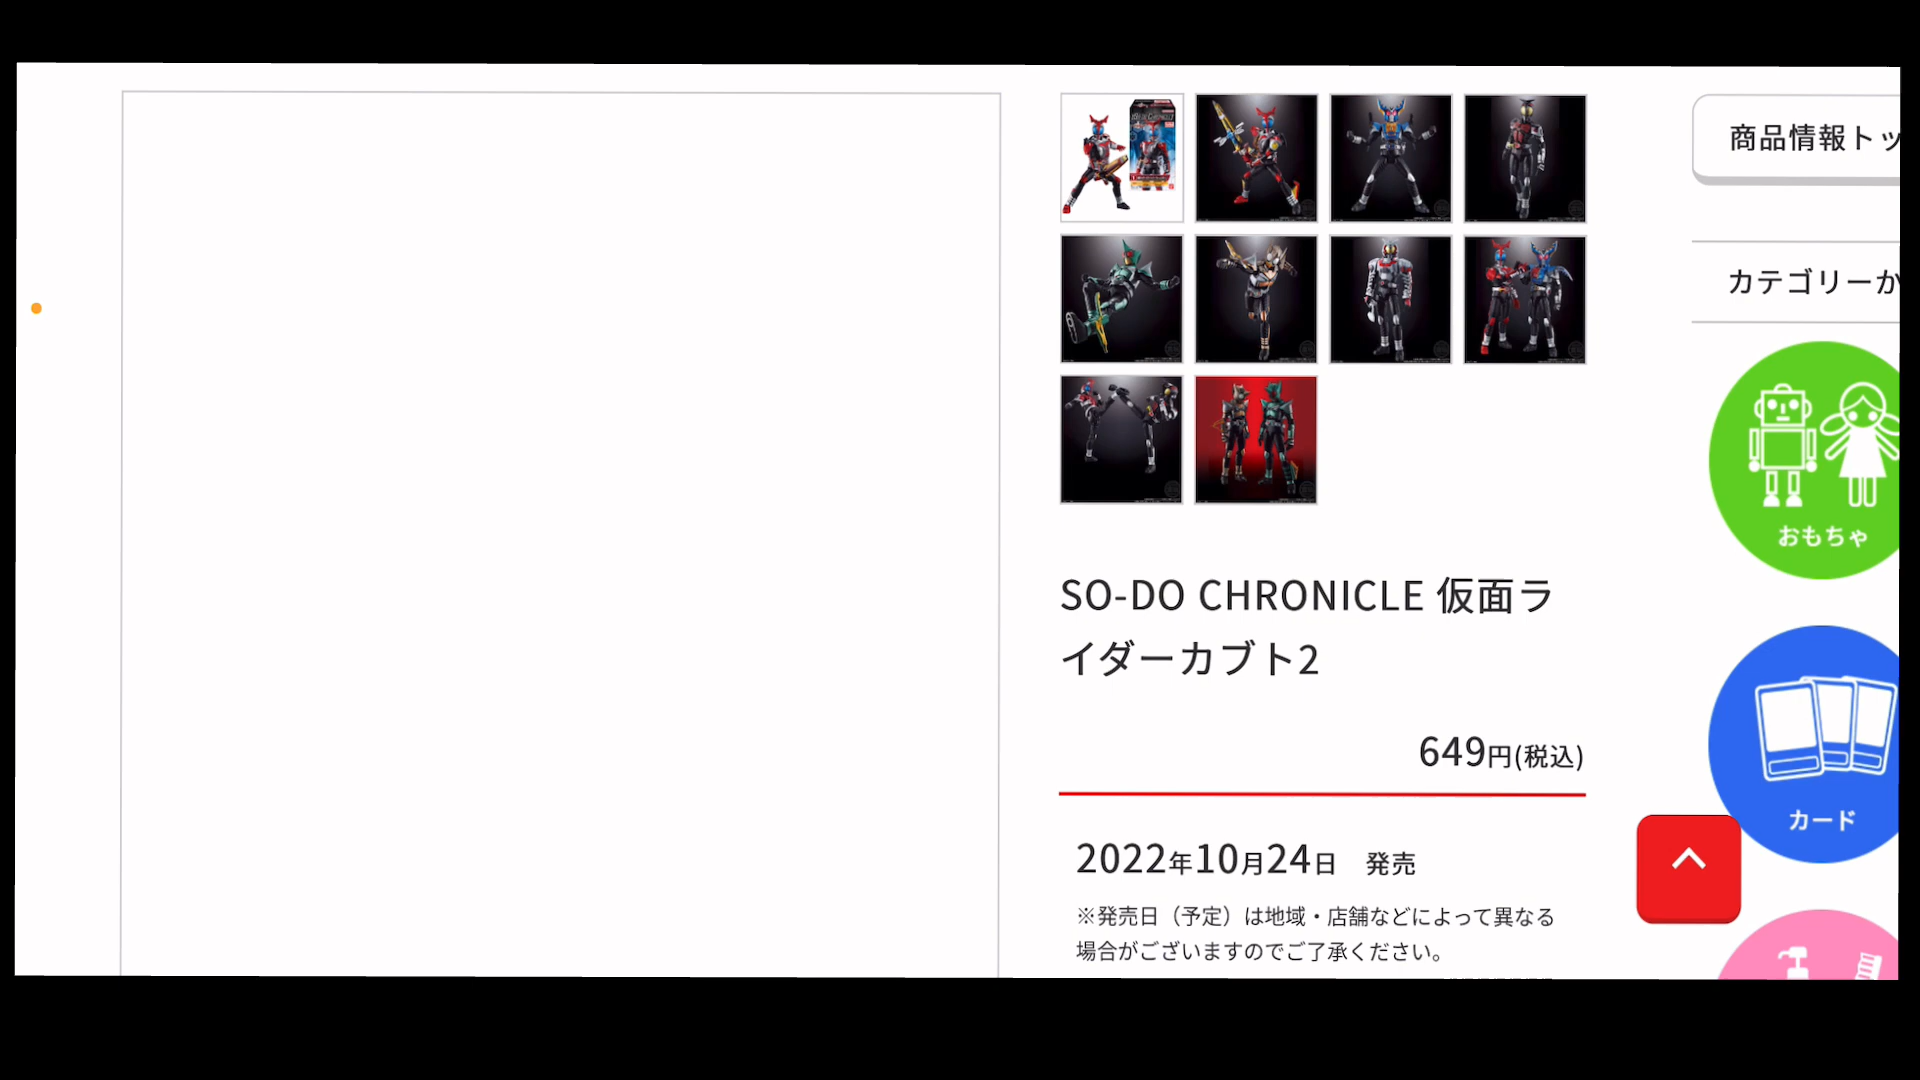 商品情報トッ
カテゴリーか
おもちゃ
SO-DO CHRONICLE 仮面ラ
イダーカブト2
649円(税込)
カード
2022年10月24日 発売
※発売日（予定）は地域・店舗などによって異なる
場合がございますのでご了承ください。